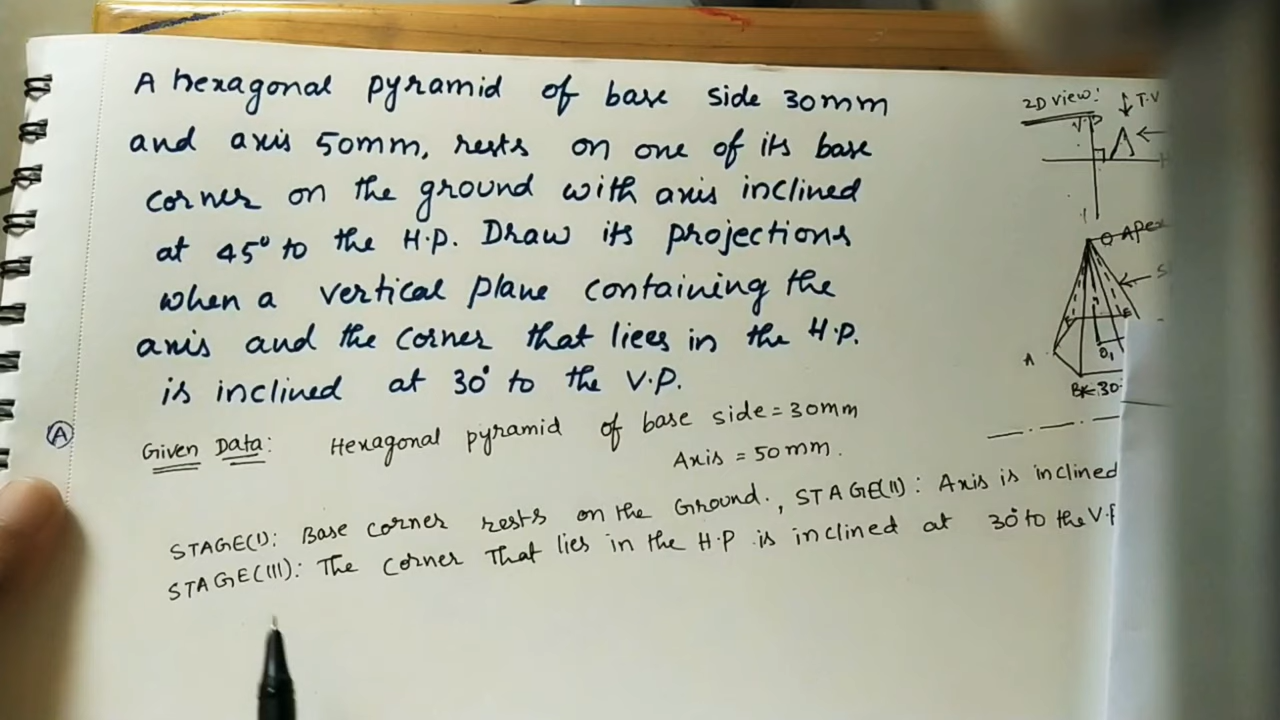 A hexagonal pyramid of base side 30mm
and axis 50mm, rests on one of its base
corner on the ground with axis inclined
at 45° to the H.P. Draw its projections
when a vertical plane containing the
axis and the corner that liees in the H.P.
is inclined at 30° to the V.P.
A
Given Data: Hexagonal pyramid of base side = 30mm
Axis = 50mm.
STAGE(I): Base corner rests on the Ground., STAGE(II): Axis is inclined
STAGE(III): The corner That lies in the H.P is inclined at 30° to the V.P
2D view:
T.V
V.P
O Apex
A
O1
B
30